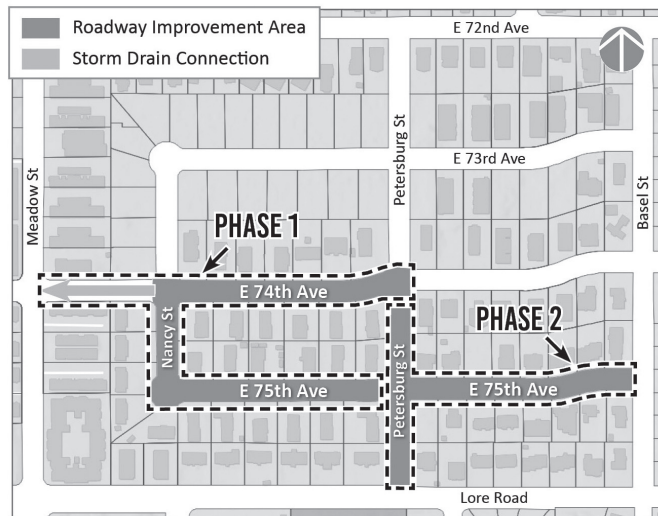 Roadway Improvement Area
Storm Drain Connection
E 72nd Ave
Petersburg St
E 73rd Ave
Meadow St
Basel St
PHASE 1
E 74th Ave
Nancy St
PHASE 2
E 75th Ave
Petersburg St
E 75th Ave
Lore Road